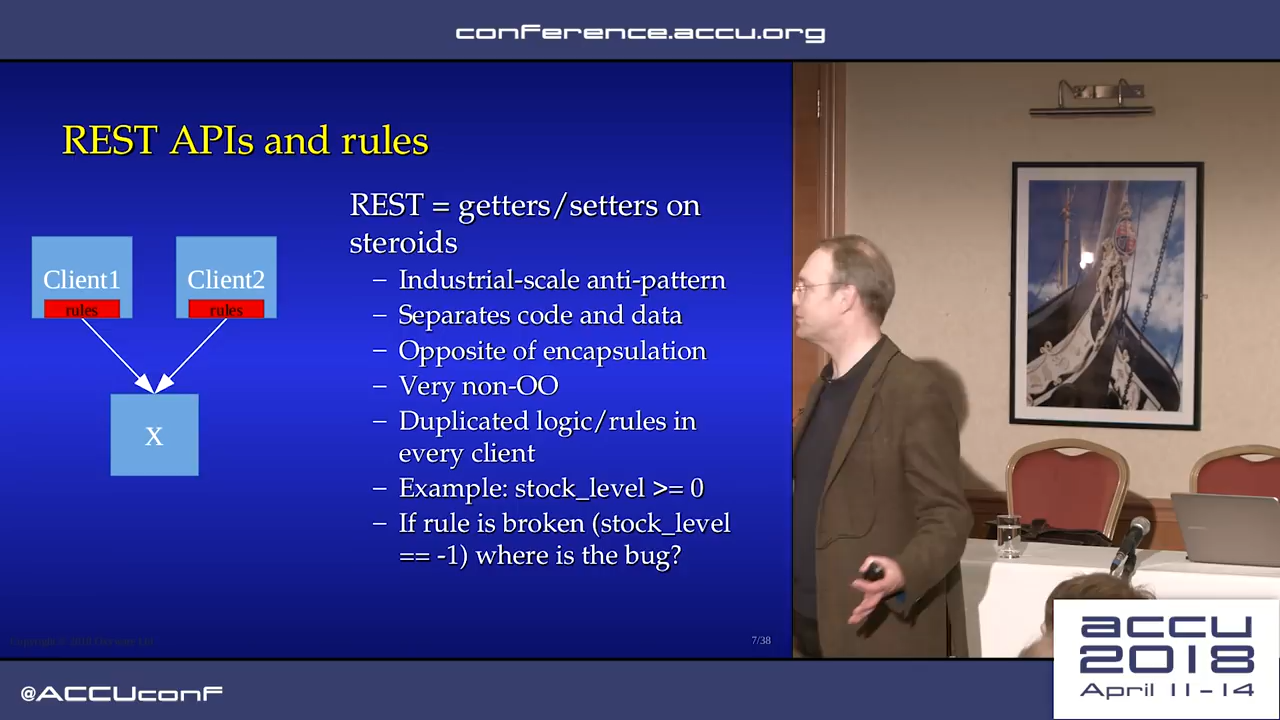 conference.accu.org
REST APIs and rules
REST = getters/setters on
steroids
– Industrial-scale anti-pattern
– Separates code and data
– Opposite of encapsulation
– Very non-OO
– Duplicated logic/rules in
every client
– Example: stock_level >= 0
– If rule is broken (stock_level
== -1) where is the bug?
Client1
rules
Client2
rules
X
7/38
accu
2018
April 11-14
@ACCUconf